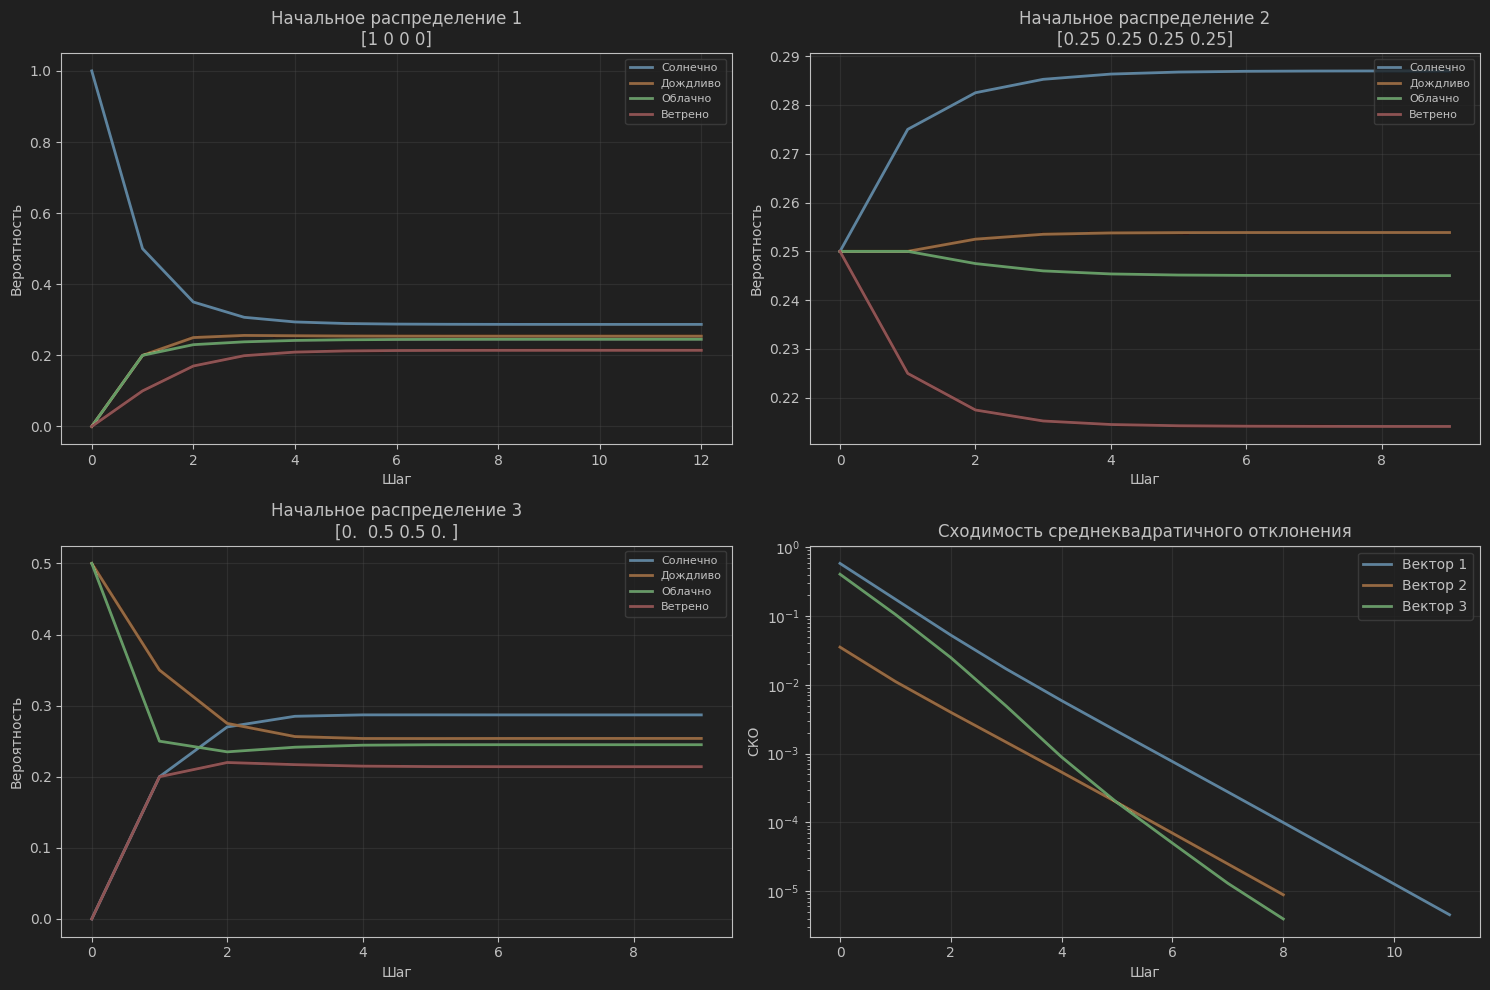 Начальное распределение 1
[1 0 0 0]
Вероятность
1.0
0.8
0.6
0.4
0.2
0.0
Солнечно
Дождливо
Облачно
Ветрено
0 2 4 6 8 10 12
Шаг
Начальное распределение 2
[0.25 0.25 0.25 0.25]
Вероятность
0.29
0.28
0.27
0.26
0.25
0.24
0.23
0.22
Солнечно
Дождливо
Облачно
Ветрено
0 2 4 6 8
Шаг
Начальное распределение 3
[0.  0.5 0.5 0. ]
Вероятность
0.5
0.4
0.3
0.2
0.1
0.0
Солнечно
Дождливо
Облачно
Ветрено
0 2 4 6 8
Шаг
Сходимость среднеквадратичного отклонения
СКО
10⁰
10⁻¹
10⁻²
10⁻³
10⁻⁴
10⁻⁵
Вектор 1
Вектор 2
Вектор 3
0 2 4 6 8 10
Шаг